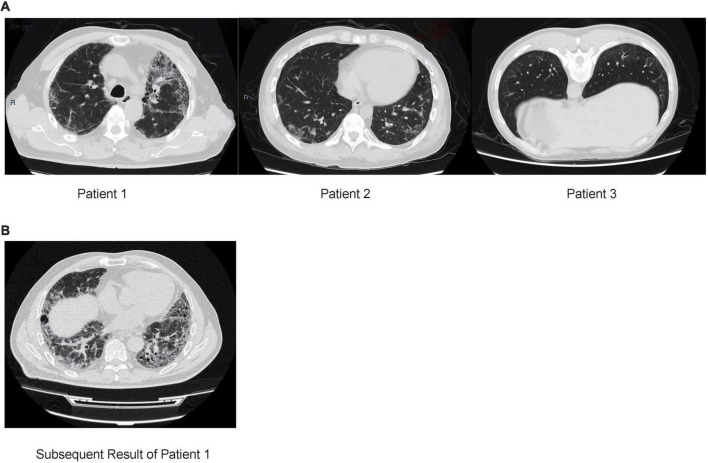 A
R
R
Patient 1
Patient 2
Patient 3
B
Subsequent Result of Patient 1